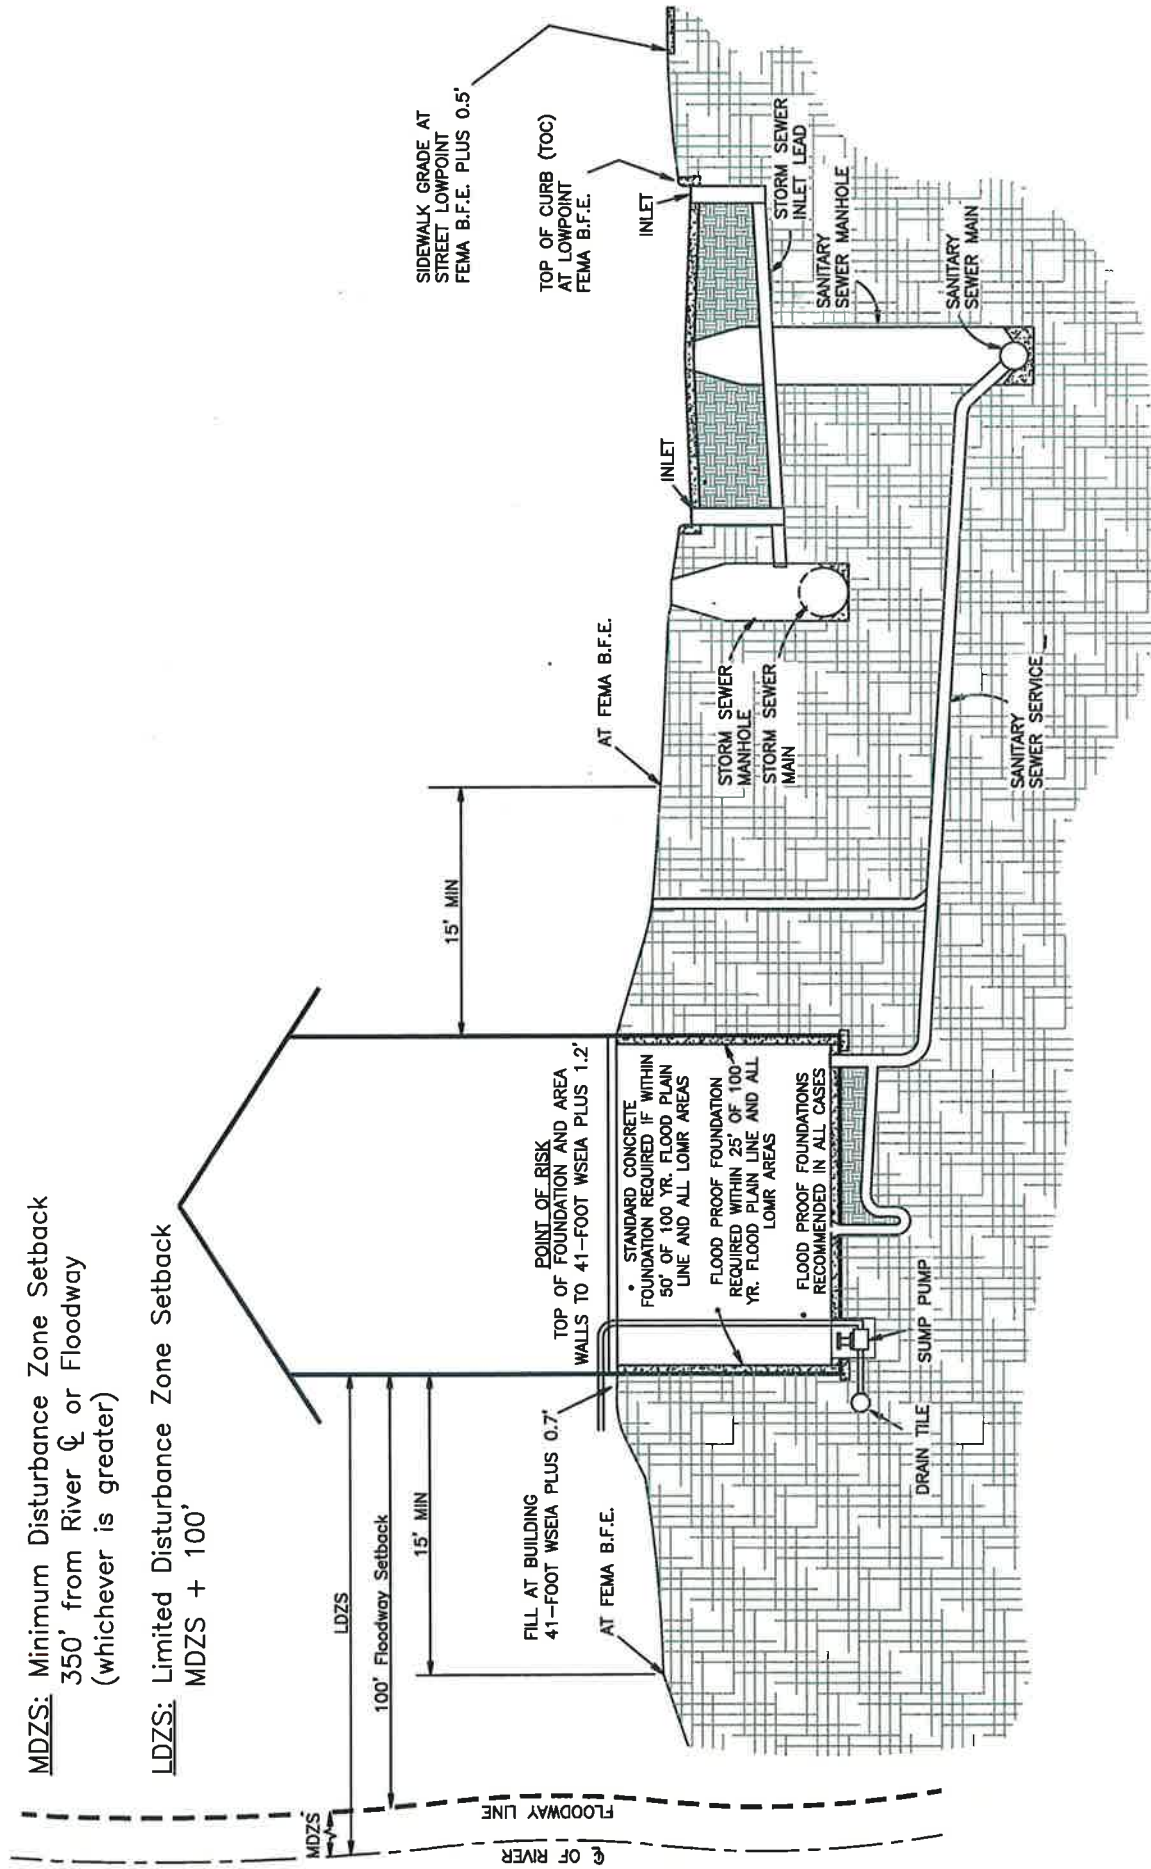 MDZS: Minimum Disturbance Zone Setback
350' from River ℄ or Floodway
(whichever is greater)
LDZS: Limited Disturbance Zone Setback
MDZS + 100'
MDZS
LDZS
100' Floodway Setback
15' MIN
15' MIN
℄ OF RIVER
FLOODWAY LINE
FILL AT BUILDING
41-FOOT WSEIA PLUS 0.7'
AT FEMA B.F.E.
POINT OF RISK
TOP OF FOUNDATION AND AREA
WALLS TO 41-FOOT WSEIA PLUS 1.2'
• STANDARD CONCRETE
FOUNDATION REQUIRED IF WITHIN
50' OF 100 YR. FLOOD PLAIN
LINE AND ALL LOMR AREAS
• FLOOD PROOF FOUNDATION
REQUIRED WITHIN 25' OF 100
YR. FLOOD PLAIN LINE AND ALL
LOMR AREAS
• FLOOD PROOF FOUNDATIONS
RECOMMENDED IN ALL CASES
DRAIN TILE
SUMP PUMP
AT FEMA B.F.E.
STORM SEWER
MANHOLE
STORM SEWER
MAIN
SANITARY
SEWER SERVICE
INLET
INLET
SIDEWALK GRADE AT
STREET LOWPOINT
FEMA B.F.E. PLUS 0.5'
TOP OF CURB (TOC)
AT LOWPOINT
FEMA B.F.E.
STORM SEWER
INLET LEAD
SANITARY
SEWER MANHOLE
SANITARY
SEWER MAIN